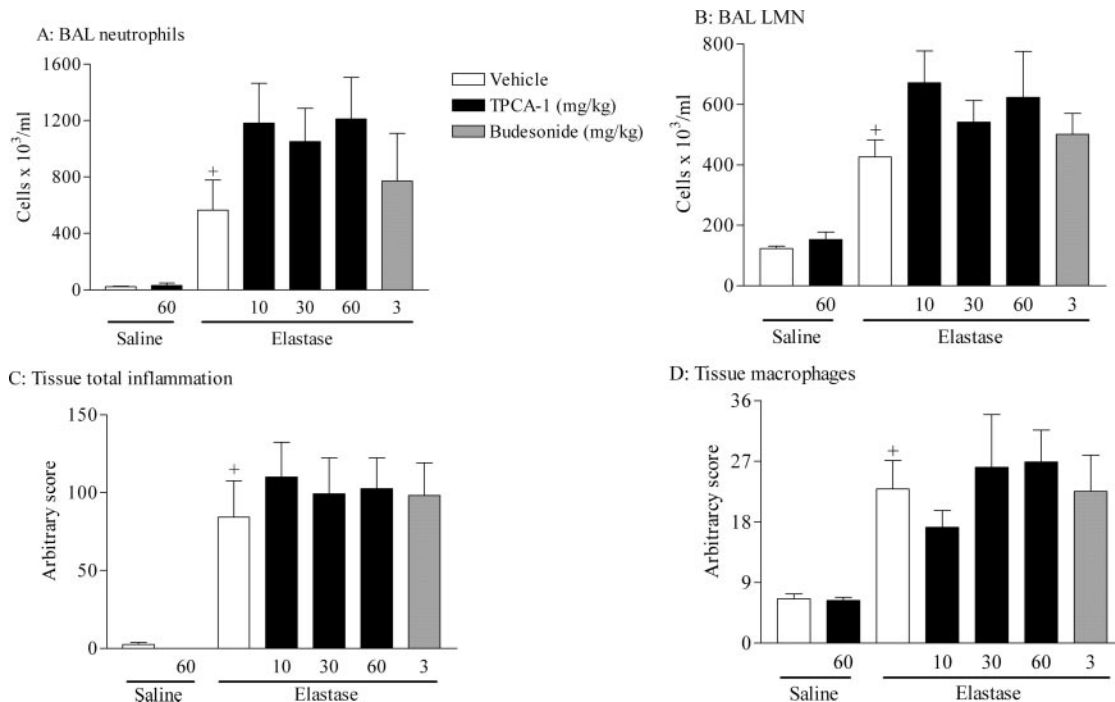 A: BAL neutrophils
1600
1200
800
400
0
Cells x 10³/ml
+
60
10
30
60
3
Saline
Elastase
Vehicle
TPCA-1 (mg/kg)
Budesonide (mg/kg)
B: BAL LMN
800
600
400
200
0
Cells x 10³/ml
+
60
10
30
60
3
Saline
Elastase
C: Tissue total inflammation
150
100
50
0
Arbitrary score
+
60
10
30
60
3
Saline
Elastase
D: Tissue macrophages
36
27
18
9
0
Arbitrarcy score
+
60
10
30
60
3
Saline
Elastase